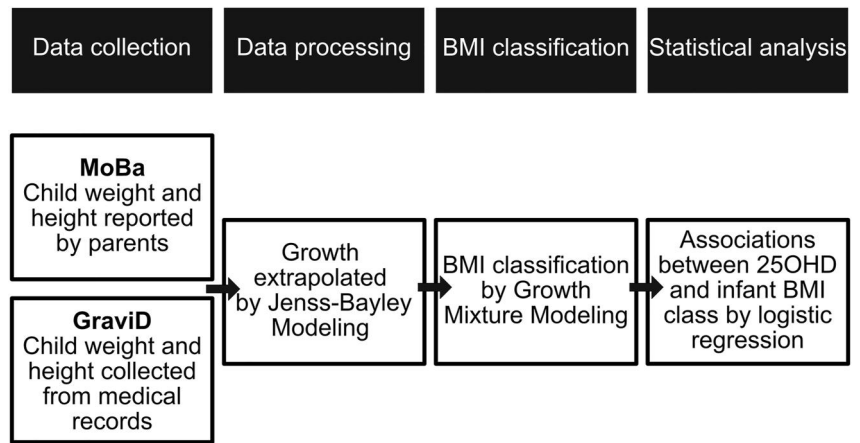 Data collection
Data processing
BMI classification
Statistical analysis
MoBa
Child weight and
height reported
by parents
GraviD
Child weight and
height collected
from medical
records
Growth
extrapolated
by Jenss-Bayley
Modeling
BMI classification
by Growth
Mixture Modeling
Associations
between 25OHD
and infant BMI
class by logistic
regression